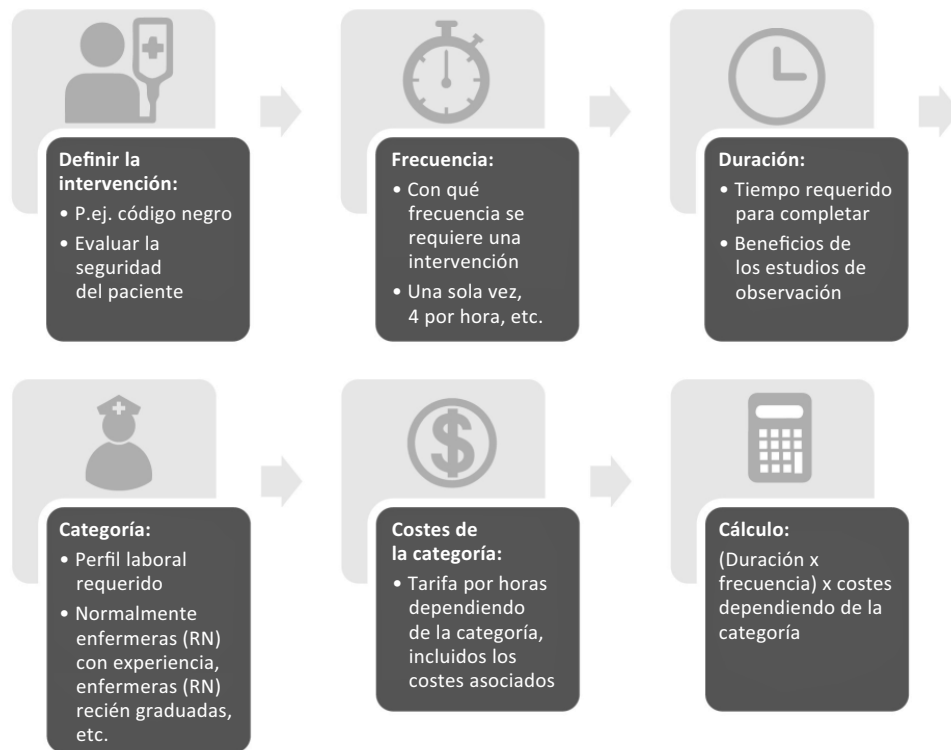 Definir la
intervención:
• P.ej. código negro
• Evaluar la
seguridad
del paciente
Frecuencia:
• Con qué
frecuencia se
requiere una
intervención
• Una sola vez,
4 por hora, etc.
Duración:
• Tiempo requerido
para completar
• Beneficios de
los estudios de
observación
Categoría:
• Perfil laboral
requerido
• Normalmente
enfermeras (RN)
con experiencia,
enfermeras (RN)
recién graduadas,
etc.
Costes de
la categoría:
• Tarifa por horas
dependiendo
de la categoría,
incluidos los
costes asociados
Cálculo:
(Duración x
frecuencia) x costes
dependiendo de la
categoría